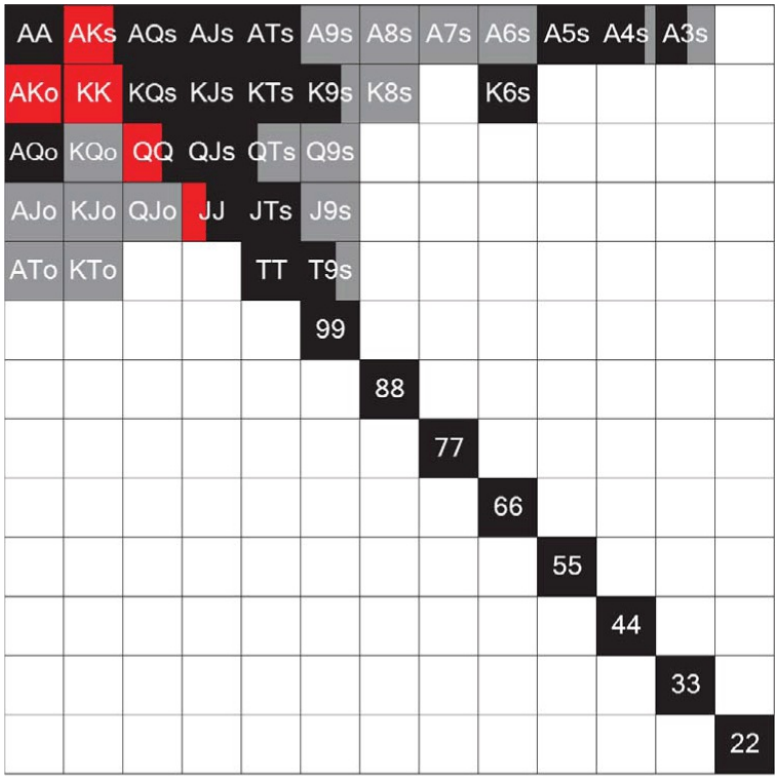 AA AKs AQs AJs ATs A9s A8s A7s A6s A5s A4s A3s
AKo KK KQs KJs KTs K9s K8s K6s
AQo KQo QQ QJs QTs Q9s
AJo KJo QJo JJ JTs J9s
ATo KTo TT T9s
99
88
77
66
55
44
33
22